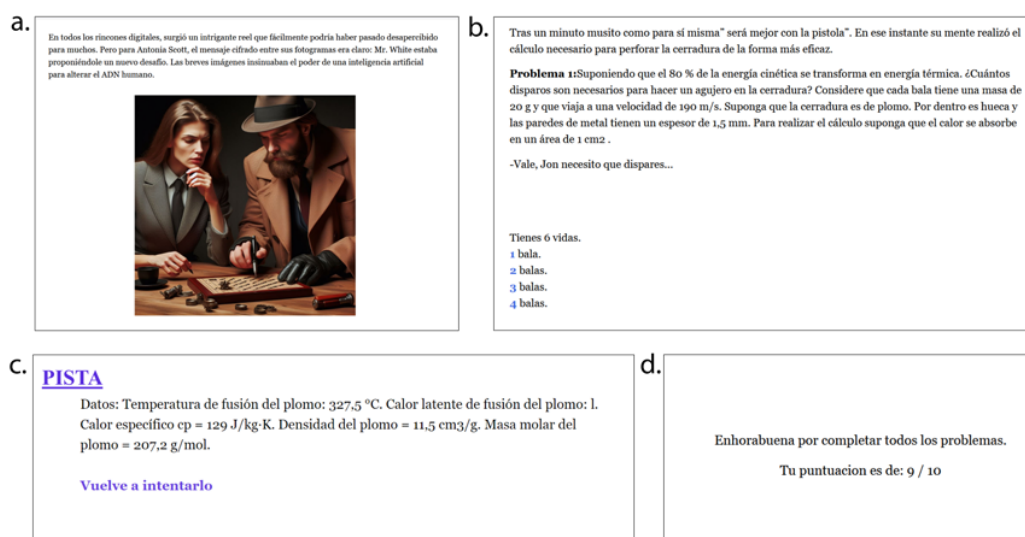 a.
En todos los rincones digitales, surgió un intrigante reel que fácilmente podría haber pasado desapercibido
para muchos. Pero para Antonia Scott, el mensaje cifrado entre sus fotogramas era claro: Mr. White estaba
proponiéndole un nuevo desafío. Las breves imágenes insinuaban el poder de una inteligencia artificial
para alterar el ADN humano.
b.
Tras un minuto musito como para sí misma" será mejor con la pistola". En ese instante su mente realizó el
cálculo necesario para perforar la cerradura de la forma más eficaz.
Problema 1:Suponiendo que el 80 % de la energía cinética se transforma en energía térmica. ¿Cuántos
disparos son necesarios para hacer un agujero en la cerradura? Considere que cada bala tiene una masa de
20 g y que viaja a una velocidad de 190 m/s. Suponga que la cerradura es de plomo. Por dentro es hueca y
las paredes de metal tienen un espesor de 1,5 mm. Para realizar el cálculo suponga que el calor se absorbe
en un área de 1 cm2 .
-Vale, Jon necesito que dispares...
Tienes 6 vidas.
1 bala.
2 balas.
3 balas.
4 balas.
c.
PISTA
Datos: Temperatura de fusión del plomo: 327,5 °C. Calor latente de fusión del plomo: l.
Calor específico cp = 129 J/kg·K. Densidad del plomo = 11,5 cm3/g. Masa molar del
plomo = 207,2 g/mol.
Vuelve a intentarlo
d.
Enhorabuena por completar todos los problemas.
Tu puntuacion es de: 9 / 10